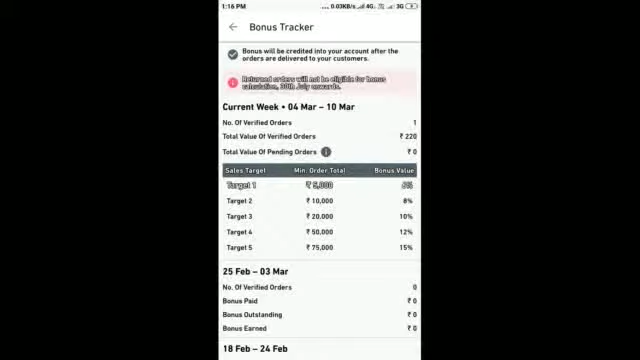 1:16 PM ... 0.03KB/s 4G 3G
Bonus Tracker
Bonus will be credited into your account after the
orders are delivered to your customers.
Returned orders will not be eligible for bonus
calculation, 30th July onwards.
Current Week • 04 Mar – 10 Mar
No. Of Verified Orders 1
Total Value Of Verified Orders ₹ 220
Total Value Of Pending Orders ₹ 0
Sales Target Min. Order Total Bonus Value
Target 1 ₹ 5,000
Target 2 ₹ 10,000 8%
Target 3 ₹ 20,000 10%
Target 4 ₹ 50,000 12%
Target 5 ₹ 75,000 15%
25 Feb – 03 Mar
No. Of Verified Orders 0
Bonus Paid ₹ 0
Bonus Outstanding ₹ 0
Bonus Earned ₹ 0
18 Feb – 24 Feb